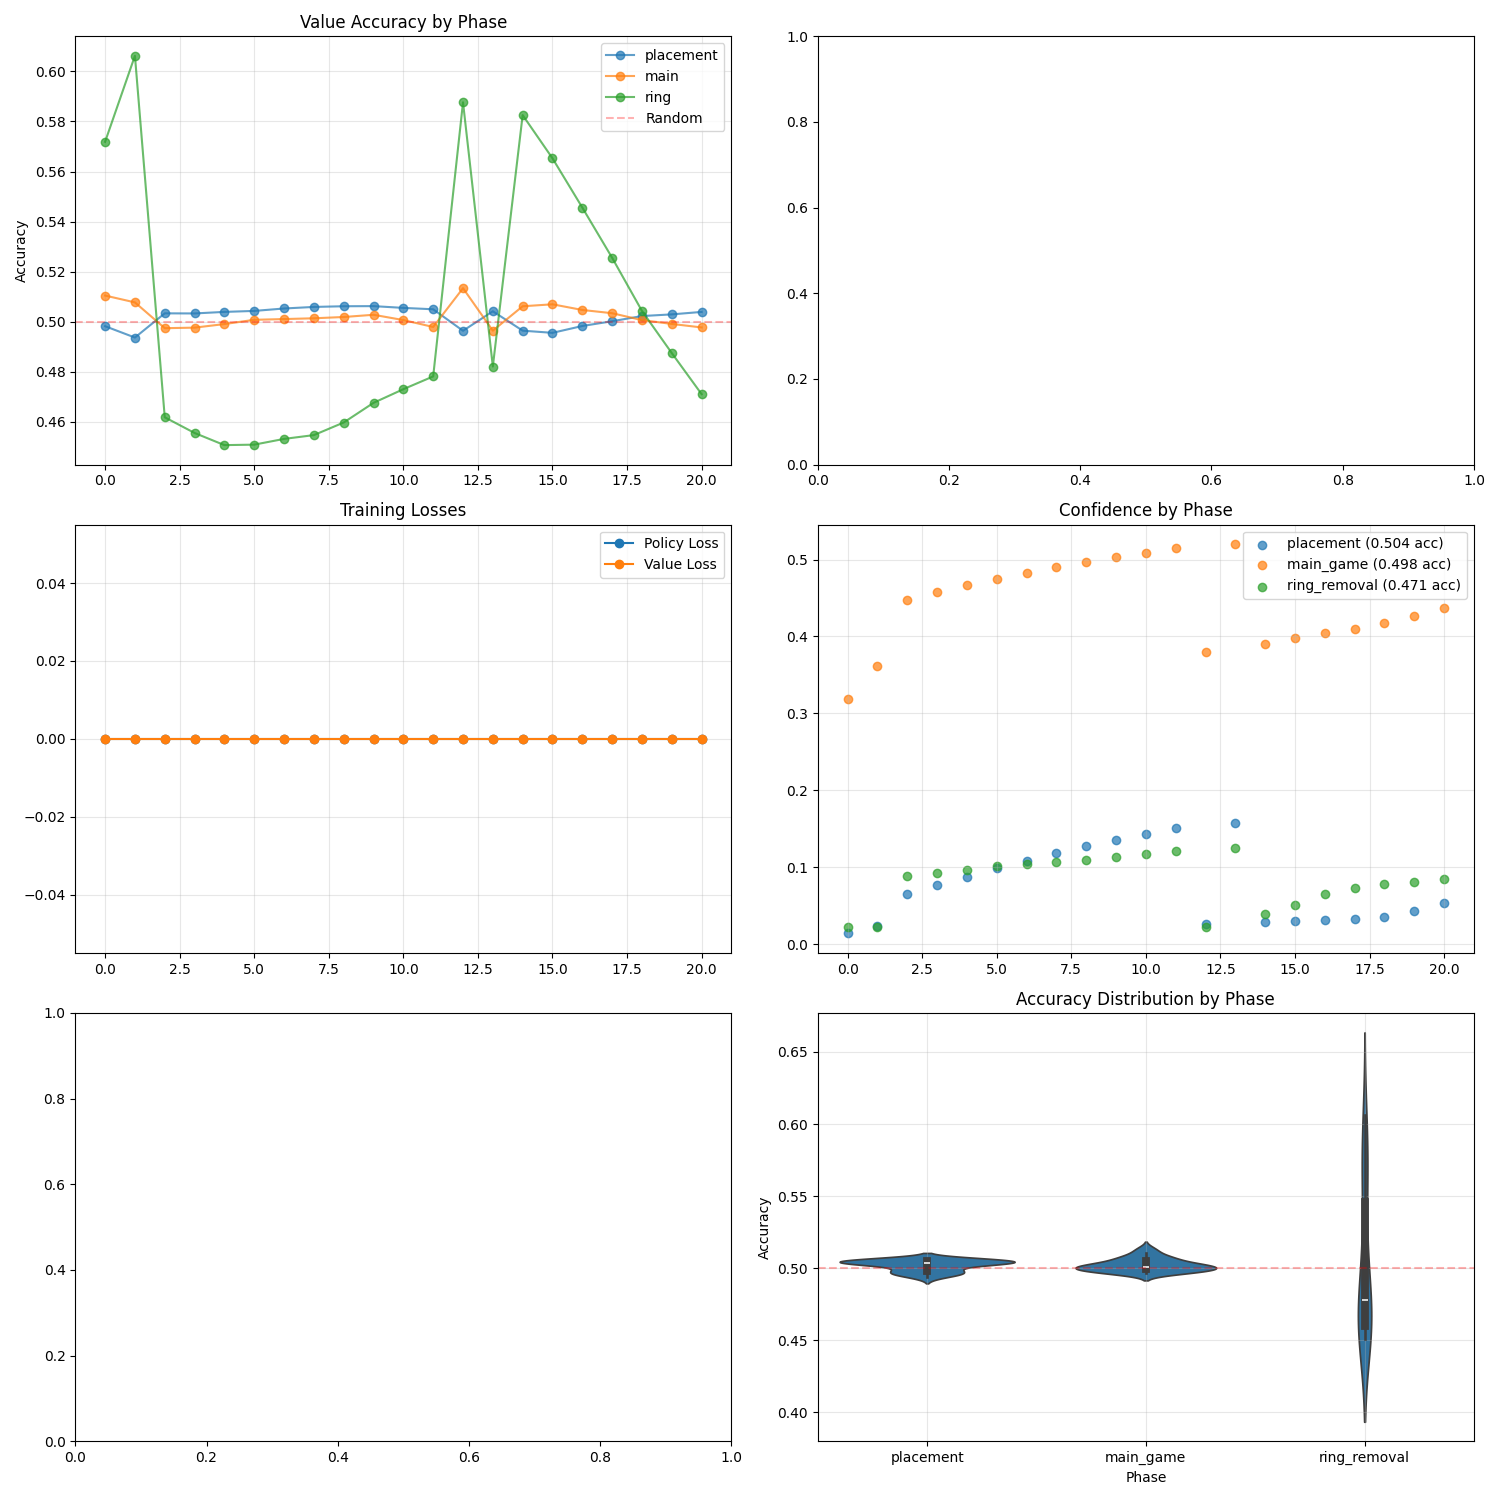 Value Accuracy by Phase
0.60
0.58
0.56
0.54
0.52
0.50
0.48
0.46
Accuracy
placement
main
ring
Random
0.0 2.5 5.0 7.5 10.0 12.5 15.0 17.5 20.0
1.0
0.8
0.6
0.4
0.2
0.0
0.0 0.2 0.4 0.6 0.8 1.0
Training Losses
0.04
0.02
0.00
−0.02
−0.04
Policy Loss
Value Loss
0.0 2.5 5.0 7.5 10.0 12.5 15.0 17.5 20.0
Confidence by Phase
0.5
0.4
0.3
0.2
0.1
0.0
placement (0.504 acc)
main_game (0.498 acc)
ring_removal (0.471 acc)
0.0 2.5 5.0 7.5 10.0 12.5 15.0 17.5 20.0
1.0
0.8
0.6
0.4
0.2
0.0
0.0 0.2 0.4 0.6 0.8 1.0
Accuracy Distribution by Phase
0.65
0.60
0.55
0.50
0.45
0.40
Accuracy
placement main_game ring_removal
Phase